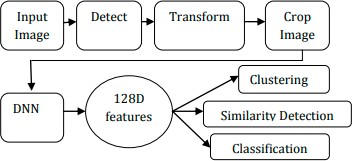 Input
Image
Detect
Transform
Crop
Image
DNN
128D
features
Clustering
Similarity Detection
Classification